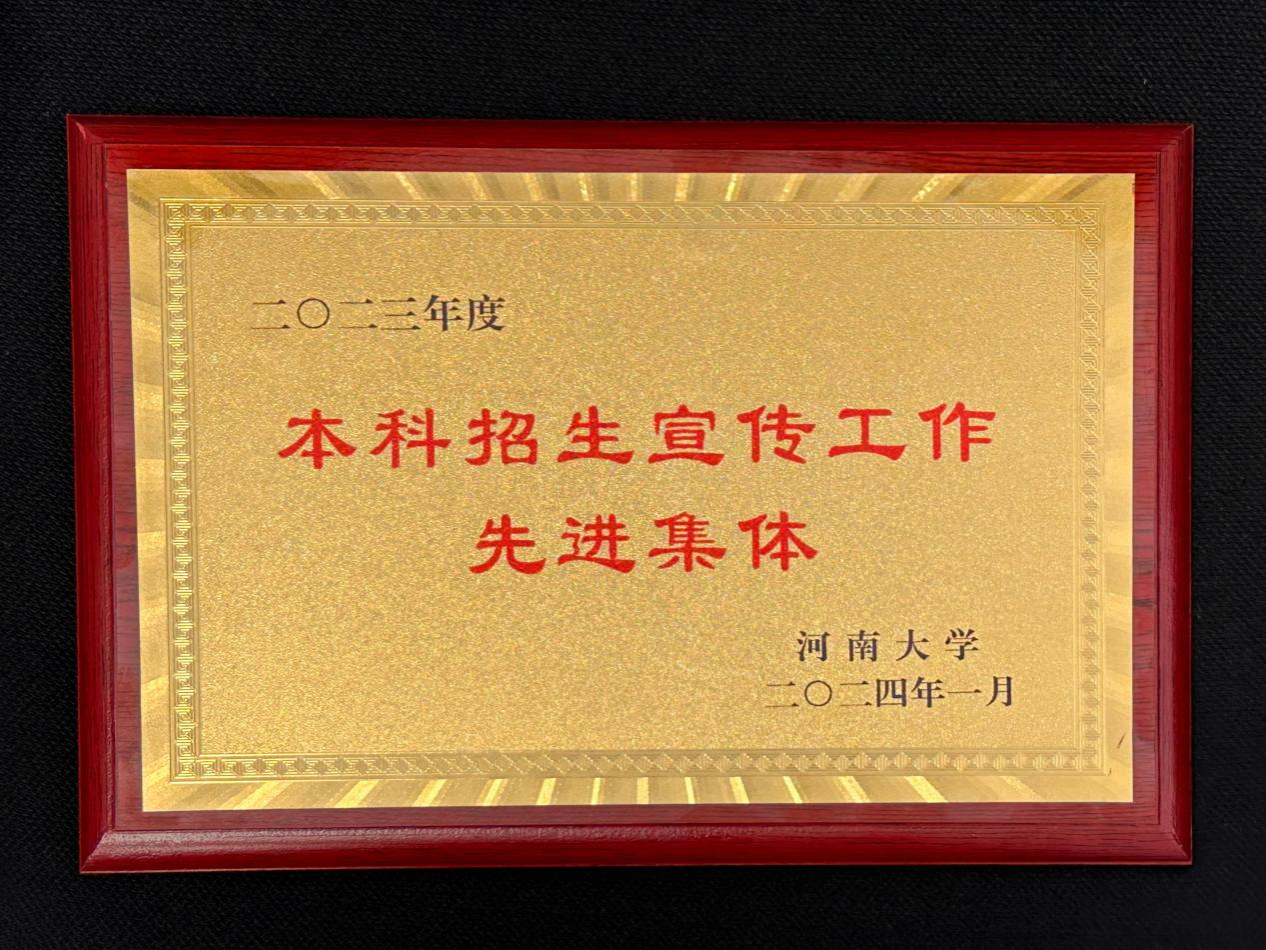 二〇二三年度
本科招生宣传工作
先进集体
河南大学
二〇二四年一月